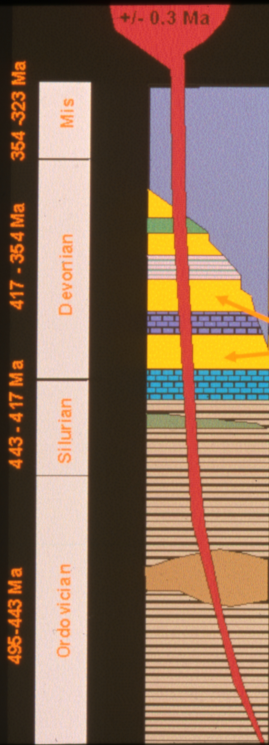 +/- 0.3 Ma
354 -323 Ma
Mis
417 - 354 Ma
Devonian
443 - 417 Ma
Silurian
495-443 Ma
Ordovician